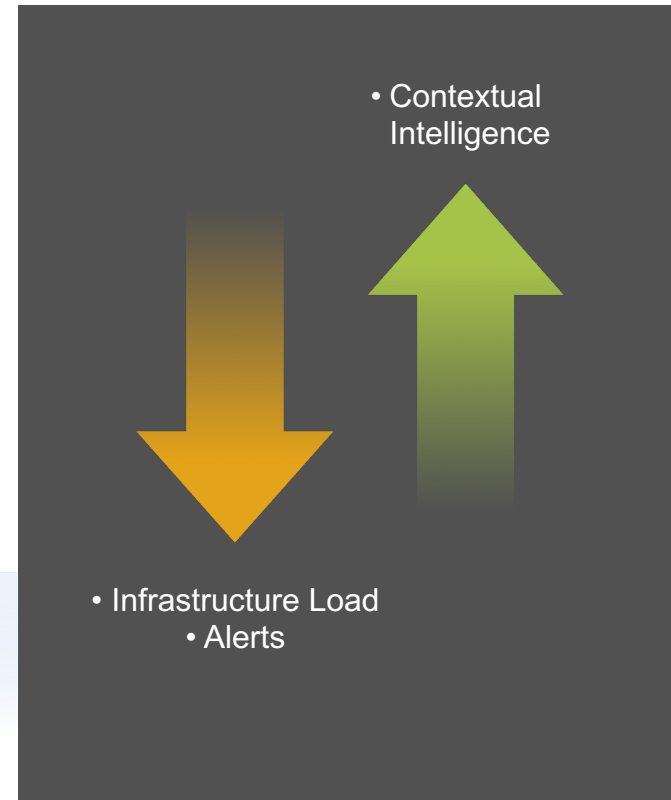 • Contextual
Intelligence
• Infrastructure Load
• Alerts